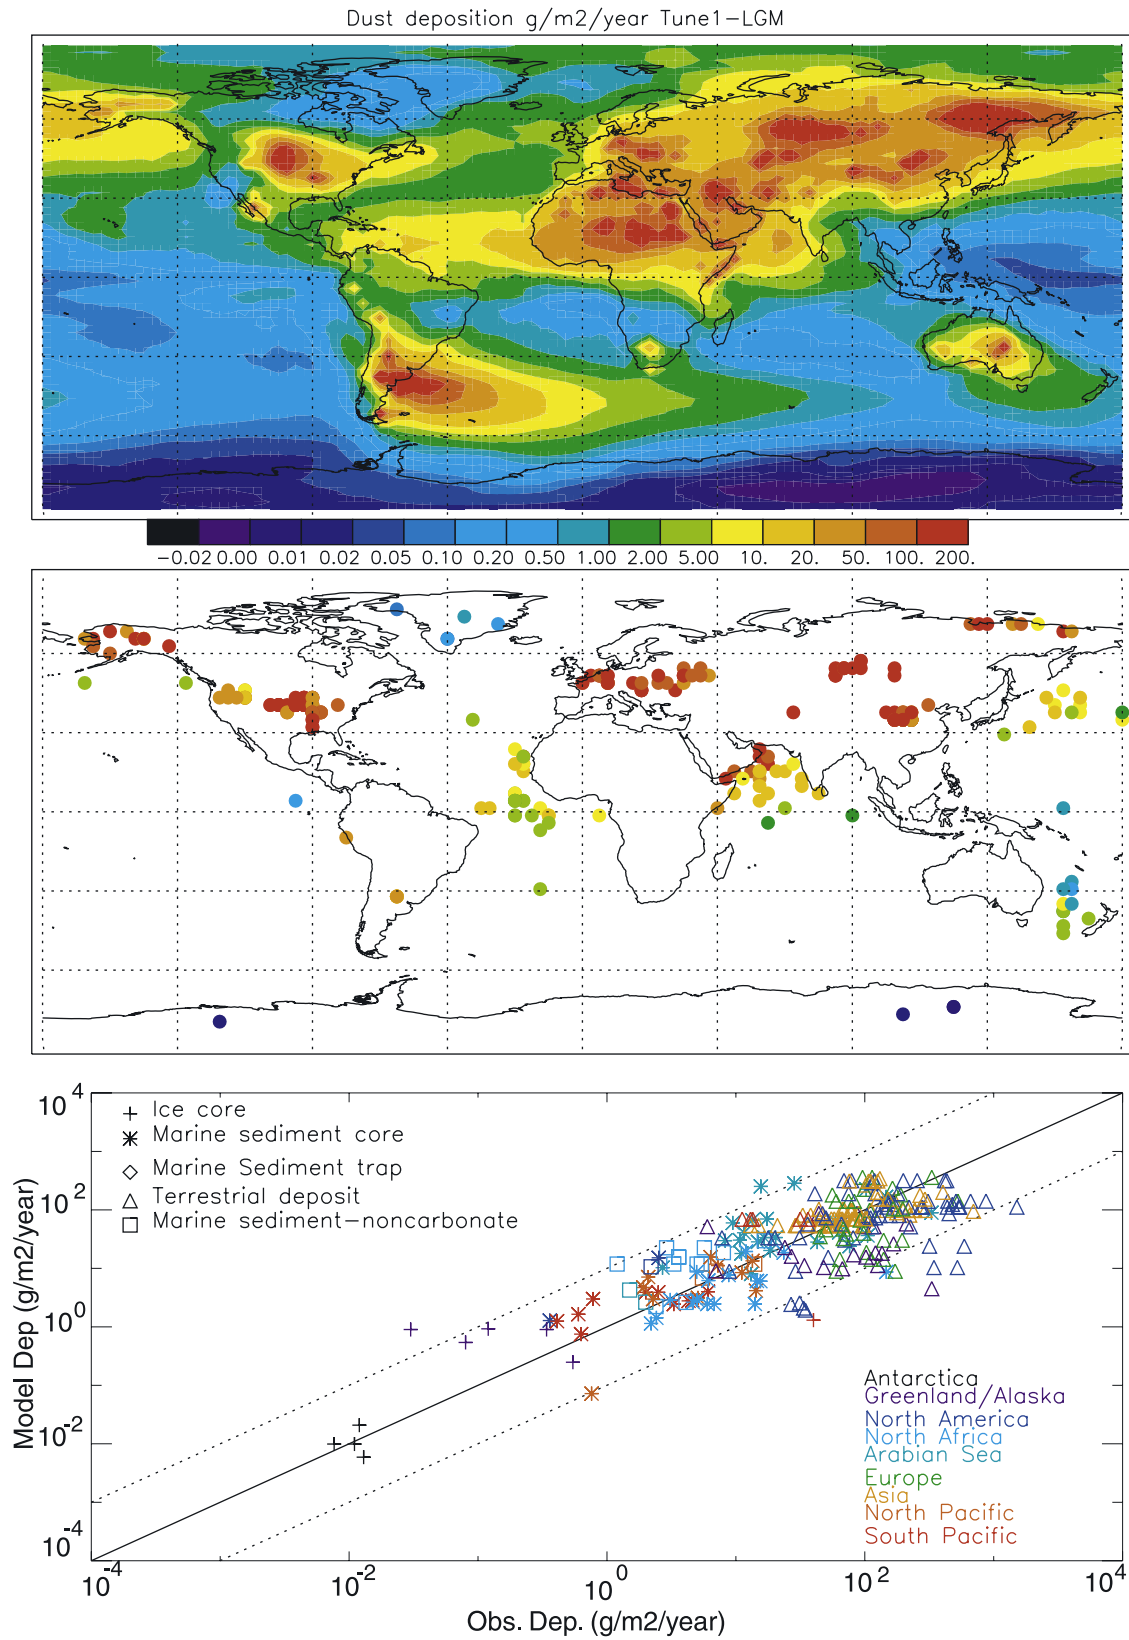 Dust deposition g/m2/year Tune1-LGM
-0.02 0.00 0.01 0.02 0.05 0.10 0.20 0.50 1.00 2.00 5.00 10. 20. 50. 100. 200.
Ice core
Marine sediment core
Marine Sediment trap
Terrestrial deposit
Marine sediment-noncarbonate
10^4
10^2
10^0
10^-2
10^-4
Model Dep (g/m2/year)
Antarctica
Greenland/Alaska
North America
North Africa
Arabian Sea
Europe
Asia
North Pacific
South Pacific
10^-4 10^-2 10^0 10^2 10^4
Obs. Dep. (g/m2/year)